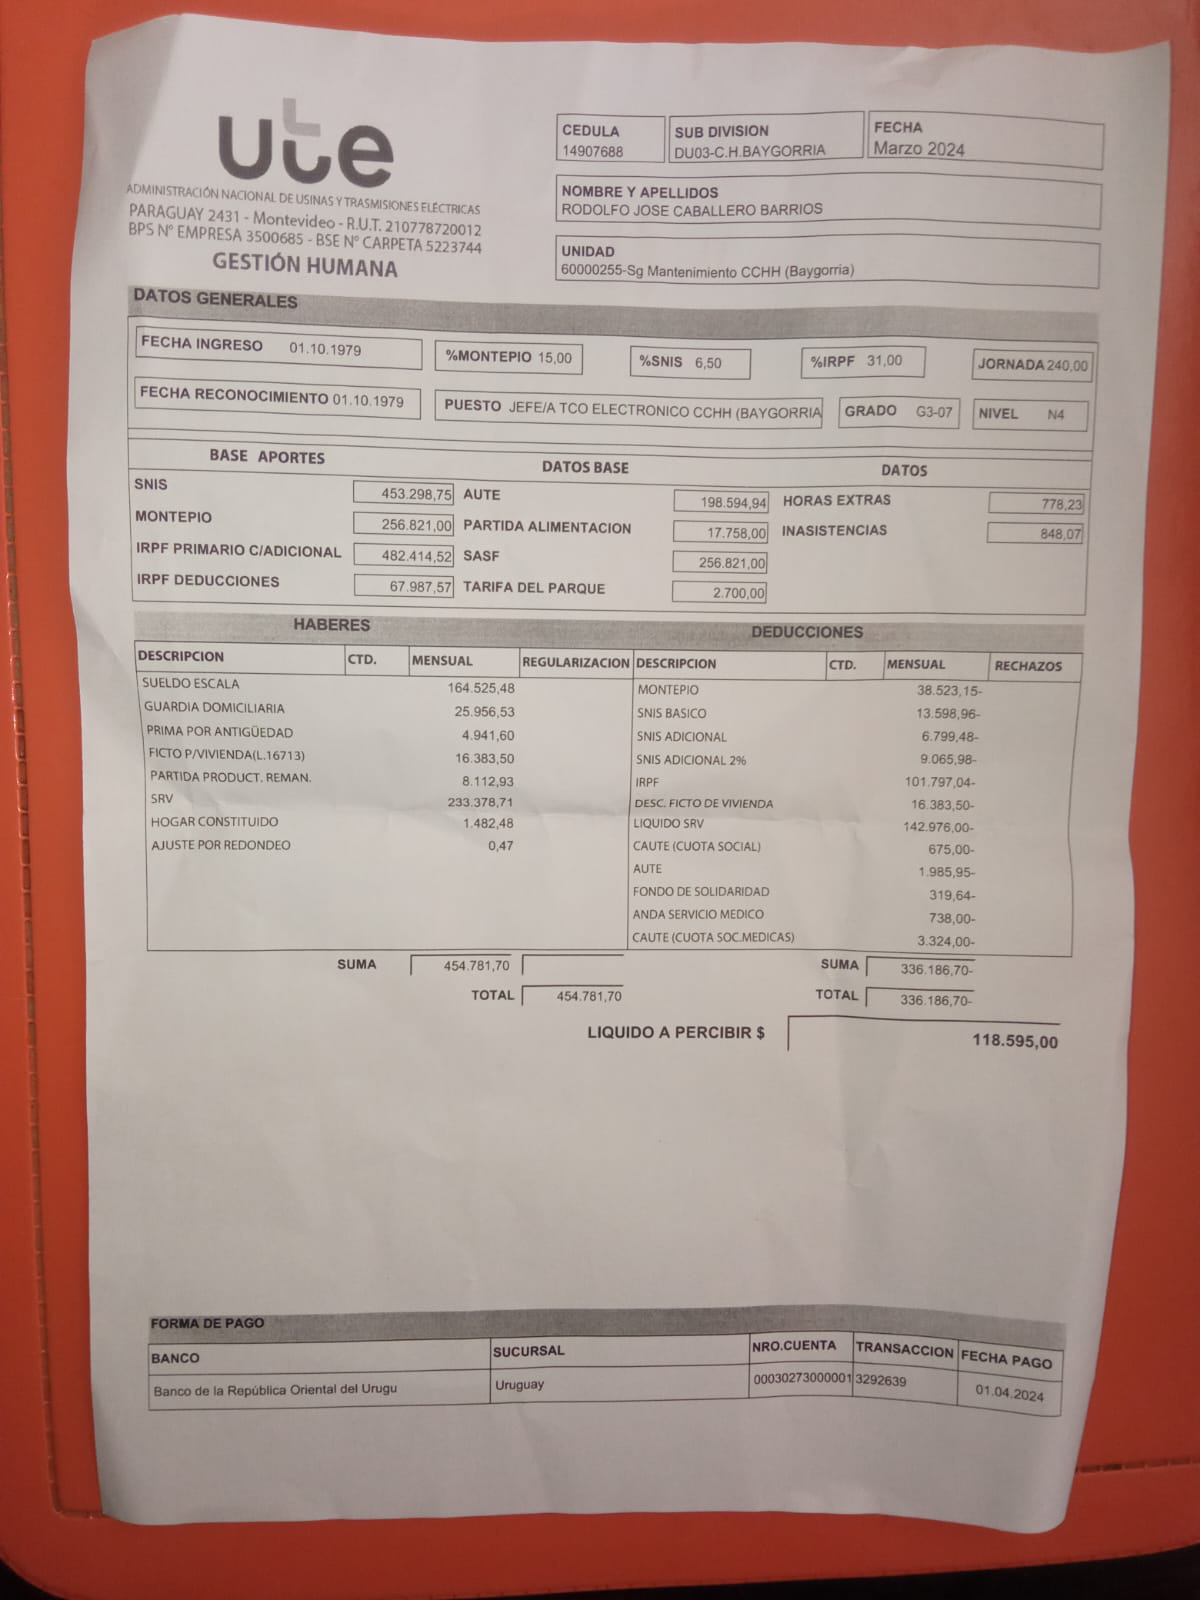 ute
ADMINISTRACIÓN NACIONAL DE USINAS Y TRASMISIONES ELÉCTRICAS
PARAGUAY 2431 - Montevideo - R.U.T. 210778720012
BPS Nº EMPRESA 3500685 - BSE Nº CARPETA 5223744
GESTIÓN HUMANA
CEDULA SUB DIVISION FECHA
14907688 DU03-C.H.BAYGORRIA Marzo 2024
NOMBRE Y APELLIDOS
RODOLFO JOSE CABALLERO BARRIOS
UNIDAD
60000255-Sg Mantenimiento CCHH (Baygorria)
DATOS GENERALES
FECHA INGRESO 01.10.1979 %MONTEPIO 15,00 %SNIS 6,50 %IRPF 31,00 JORNADA 240,00
FECHA RECONOCIMIENTO 01.10.1979 PUESTO JEFE/A TCO ELECTRONICO CCHH (BAYGORRIA GRADO G3-07 NIVEL N4
BASE APORTES DATOS BASE DATOS
SNIS 453.298,75 AUTE 198.594,94 HORAS EXTRAS 778,23
MONTEPIO 256.821,00 PARTIDA ALIMENTACION 17.758,00 INASISTENCIAS 848,07
IRPF PRIMARIO C/ADICIONAL 482.414,52 SASF 256.821,00
IRPF DEDUCCIONES 67.987,57 TARIFA DEL PARQUE 2.700,00
HABERES DEDUCCIONES
DESCRIPCION CTD. MENSUAL REGULARIZACION DESCRIPCION CTD. MENSUAL RECHAZOS
SUELDO ESCALA 164.525,48 MONTEPIO 38.523,15-
GUARDIA DOMICILIARIA 25.956,53 SNIS BASICO 13.598,96-
PRIMA POR ANTIGÜEDAD 4.941,60 SNIS ADICIONAL 6.799,48-
FICTO P/VIVIENDA(L.16713) 16.383,50 SNIS ADICIONAL 2% 9.065,98-
PARTIDA PRODUCT. REMAN. 8.112,93 IRPF 101.797,04-
SRV 233.378,71 DESC. FICTO DE VIVIENDA 16.383,50-
HOGAR CONSTITUIDO 1.482,48 LIQUIDO SRV 142.976,00-
AJUSTE POR REDONDEO 0,47 CAUTE (CUOTA SOCIAL) 675,00-
AUTE 1.985,95-
FONDO DE SOLIDARIDAD 319,64-
ANDA SERVICIO MEDICO 738,00-
CAUTE (CUOTA SOC.MEDICAS) 3.324,00-
SUMA 454.781,70 SUMA 336.186,70-
TOTAL 454.781,70 TOTAL 336.186,70-
LIQUIDO A PERCIBIR $ 118.595,00
FORMA DE PAGO
BANCO SUCURSAL NRO.CUENTA TRANSACCION FECHA PAGO
Banco de la República Oriental del Urugu Uruguay 00030273000001 3292639 01.04.2024